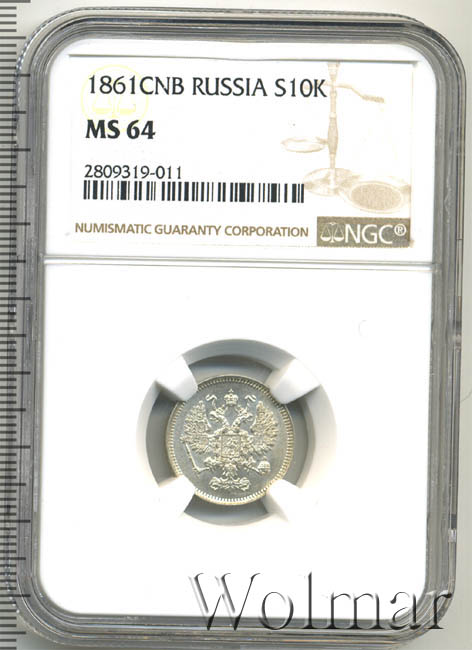 1861CNB RUSSIA S10K
MS 64
2809319-011
NUMISMATIC GUARANTY CORPORATION
NGC®
Wolmar